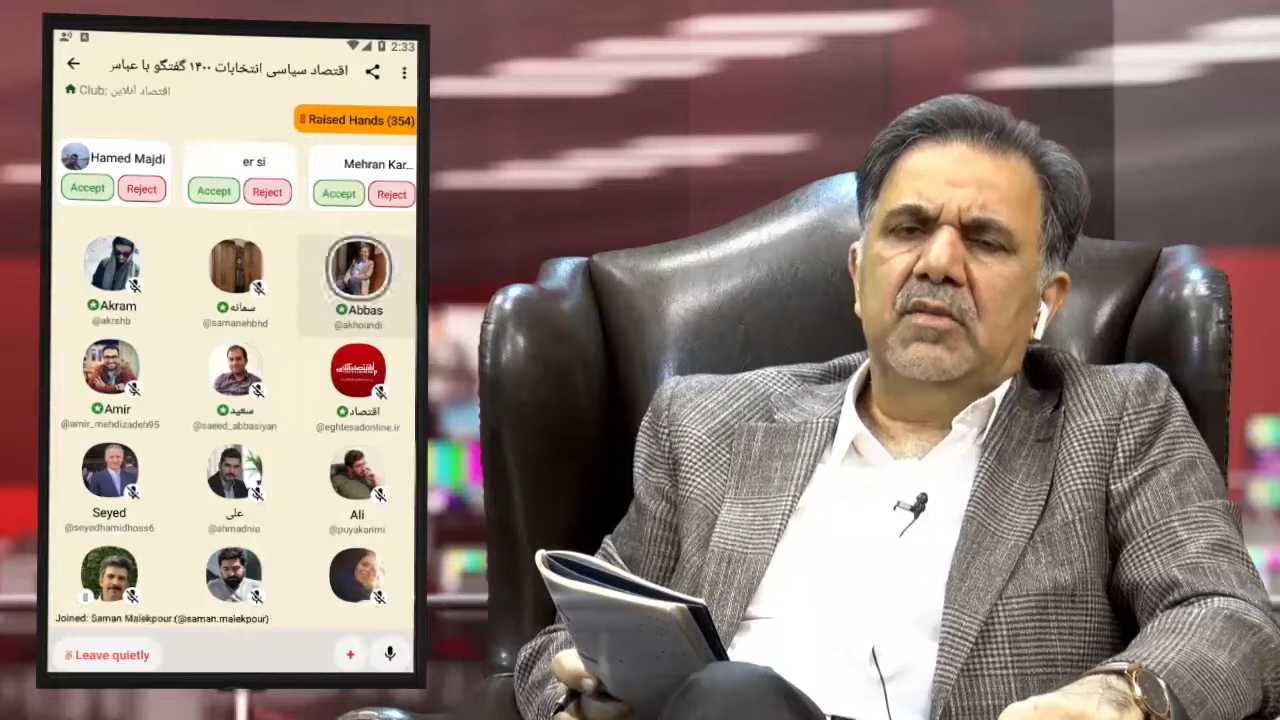 2:33
اقتصاد سیاسی انتخابات ۱۴۰۰ گفتگو با عباس
Club: اقتصاد آنلاین
Raised Hands (354)
Hamed Majdi
er si
Mehran Kar...
Accept Reject
Accept Reject
Accept Reject
Akram
سمانه
Abbas
@akrshb
@samanehbhd
@akhoundi
اقتصادآنلاین
Amir
سعید
اقتصاد
@amir_mehdizadeh95
@saeed_abbasiyan
@eghtesadonline.ir
Seyed
علی
Ali
@seyedhamidhoss6
@ahmadnia
@puyakarimi
Joined: Saman Malekpour (@saman.malekpour)
Leave quietly
+